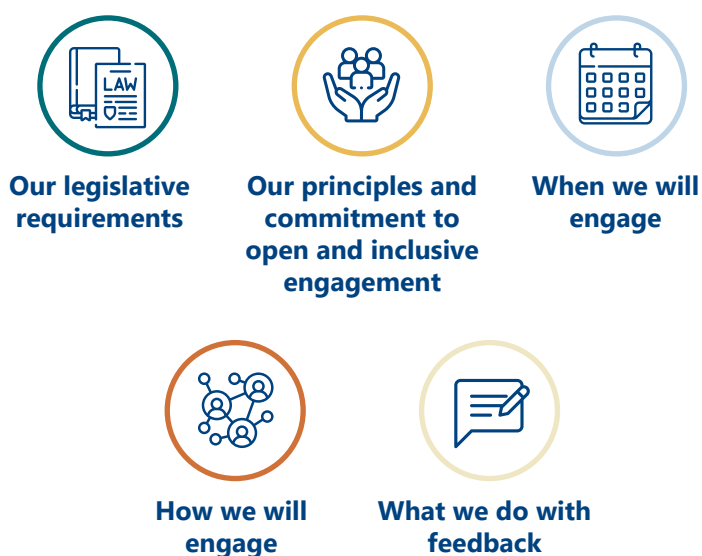 LAW
Our legislative
requirements
Our principles and
commitment to
open and inclusive
engagement
When we will
engage
How we will
engage
What we do with
feedback